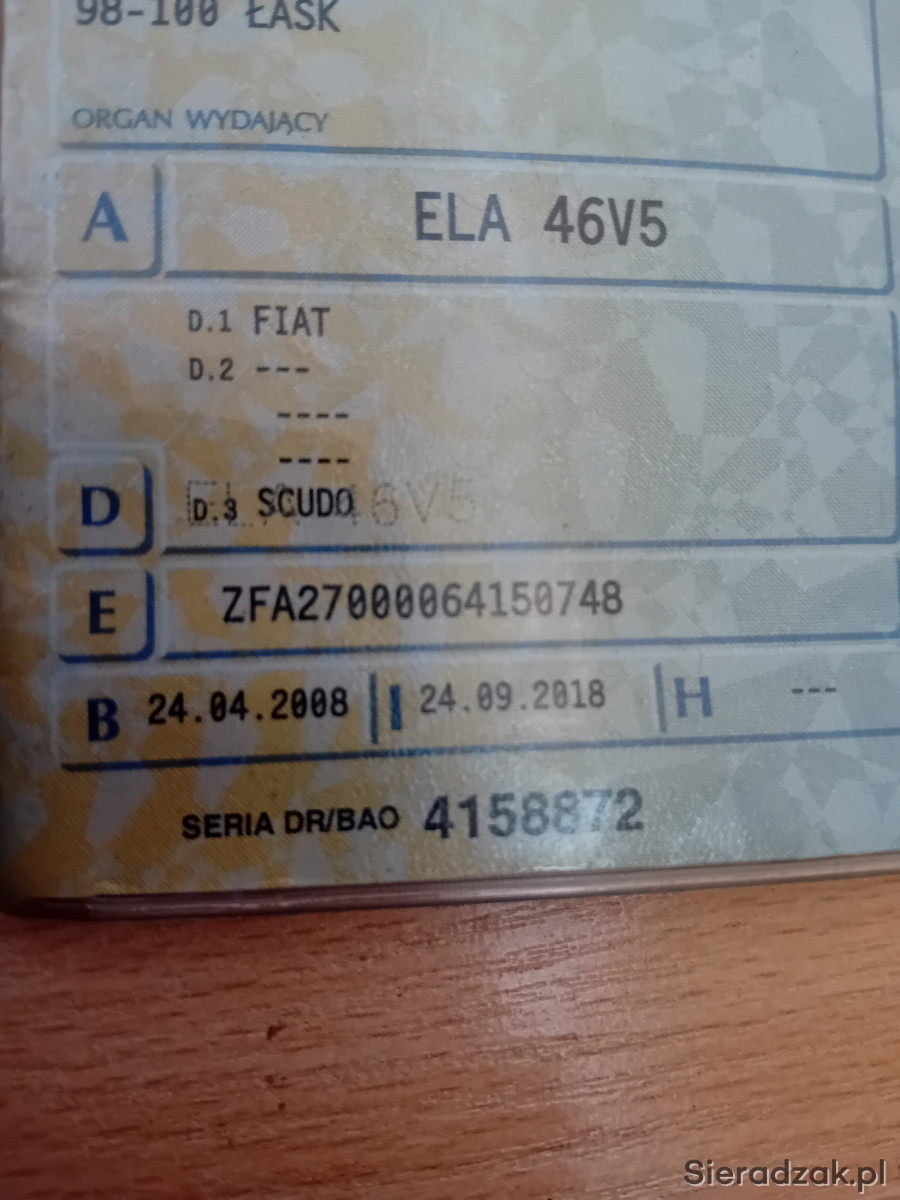 98-100 ŁASK
ORGAN WYDAJĄCY
A ELA 46V5
D.1 FIAT
D.2 ---
----
----
D D.3 SCUDO 46V5
E ZFA27000064150748
B 24.04.2008 I 24.09.2018 H ---
SERIA DR/BAO 4158872
Sieradzak.pl